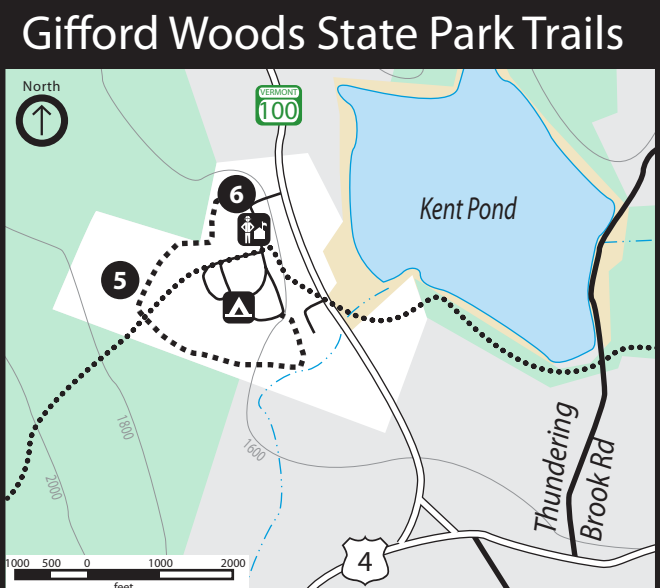 Gifford Woods State Park Trails
North
VERMONT
100
6
Kent Pond
5
1800
1600
2000
Thundering
Brook Rd
4
1000 500 0 1000 2000
feet